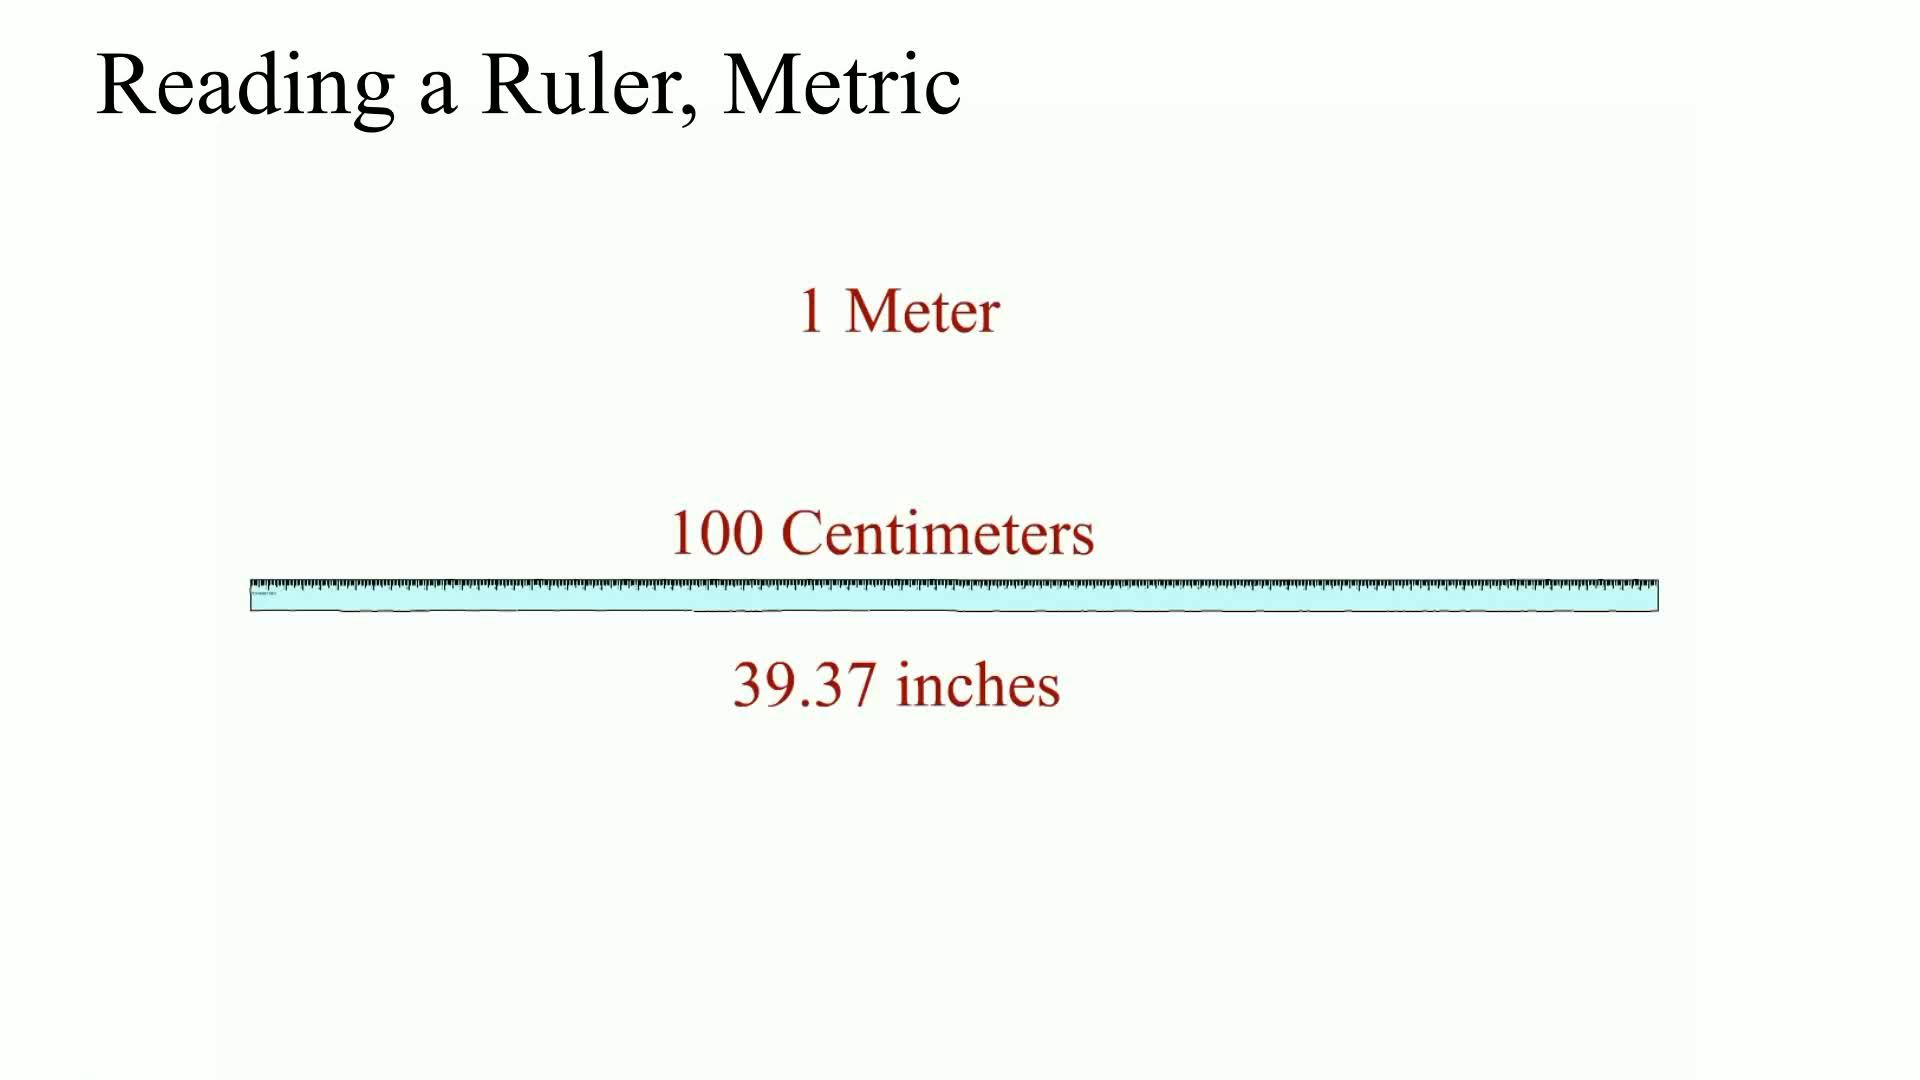 Reading a Ruler, Metric
1 Meter
100 Centimeters
39.37 inches